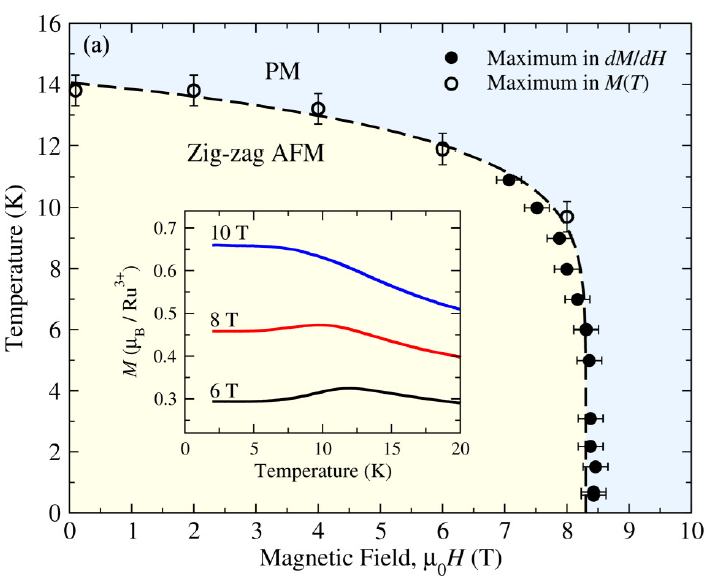 (a)
PM
Maximum in dM/dH
Maximum in M(T)
Zig-zag AFM
Temperature (K)
16
14
12
10
8
6
4
2
0
0 1 2 3 4 5 6 7 8 9 10
Magnetic Field, μ₀H (T)
M (μB / Ru³⁺)
0.7
0.6
0.5
0.4
0.3
10 T
8 T
6 T
0 5 10 15 20
Temperature (K)